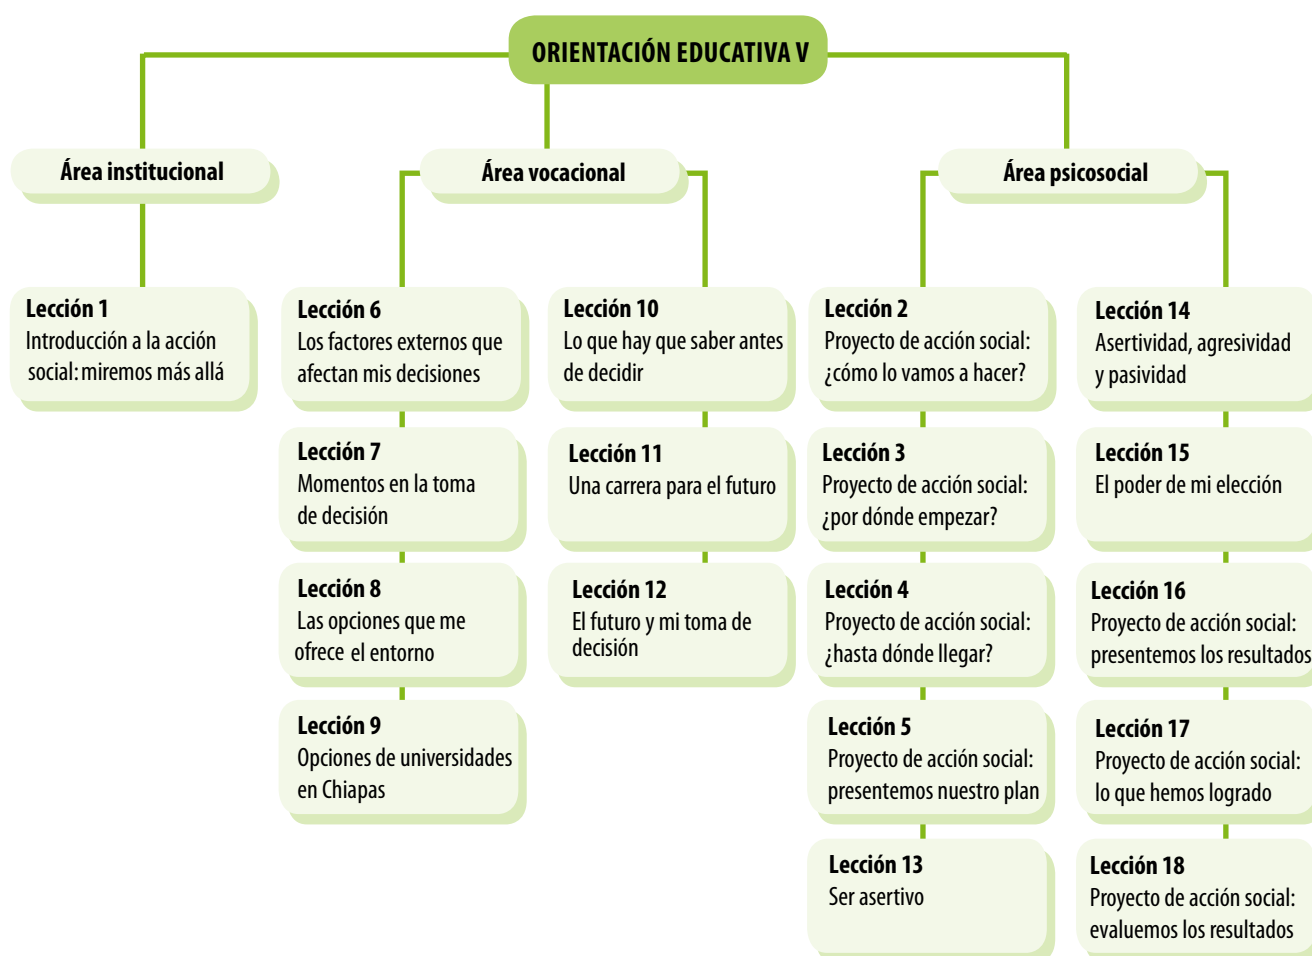 ORIENTACIÓN EDUCATIVA V
Área institucional
Área vocacional
Área psicosocial
Lección 1
Introducción a la acción
social: miremos más allá
Lección 6
Los factores externos que
afectan mis decisiones
Lección 7
Momentos en la toma
de decisión
Lección 8
Las opciones que me
ofrece el entorno
Lección 9
Opciones de universidades
en Chiapas
Lección 10
Lo que hay que saber antes
de decidir
Lección 11
Una carrera para el futuro
Lección 12
El futuro y mi toma de
decisión
Lección 2
Proyecto de acción social:
¿cómo lo vamos a hacer?
Lección 3
Proyecto de acción social:
¿por dónde empezar?
Lección 4
Proyecto de acción social:
¿hasta dónde llegar?
Lección 5
Proyecto de acción social:
presentemos nuestro plan
Lección 13
Ser asertivo
Lección 14
Asertividad, agresividad
y pasividad
Lección 15
El poder de mi elección
Lección 16
Proyecto de acción social:
presentemos los resultados
Lección 17
Proyecto de acción social:
lo que hemos logrado
Lección 18
Proyecto de acción social:
evaluemos los resultados